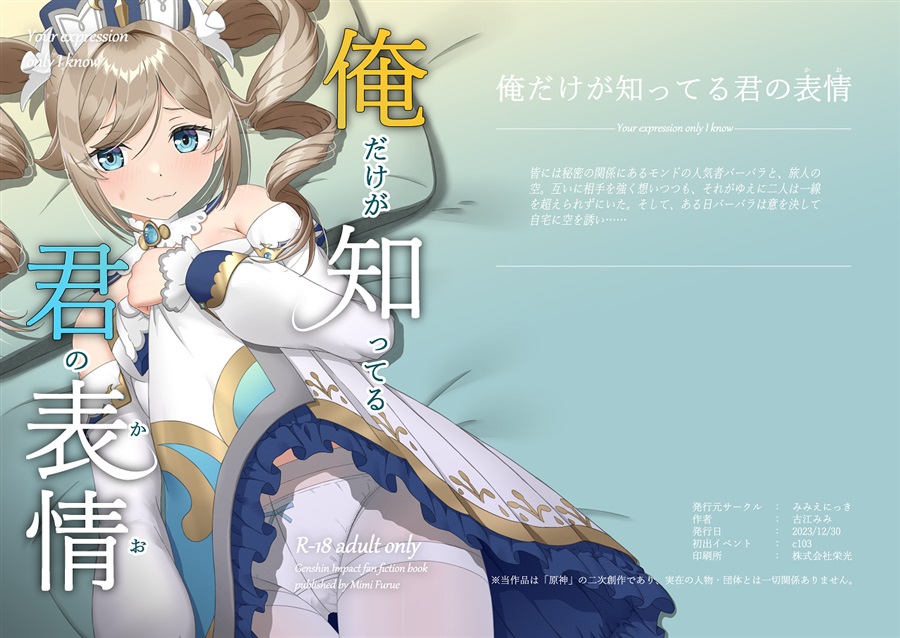 Your expression
only I know
俺だけが知ってる
君の表情
かお
R-18 adult only
Genshin Impact fan fiction book
published by Mimi Furue
かお
俺だけが知ってる君の表情
Your expression only I know
皆には秘密の関係にあるモンドの人気者バーバラと、旅人の
空。互いに相手を強く想いつつも、それがゆえに二人は一線
を超えられずにいた。そして、ある日バーバラは意を決して
自宅に空を誘い……
発行元サークル : みみえにっき
作者 : 古江みみ
発行日 : 2023/12/30
初出イベント : c103
印刷所 : 株式会社栄光
※当作品は「原神」の二次創作であり、実在の人物・団体とは一切関係ありません。